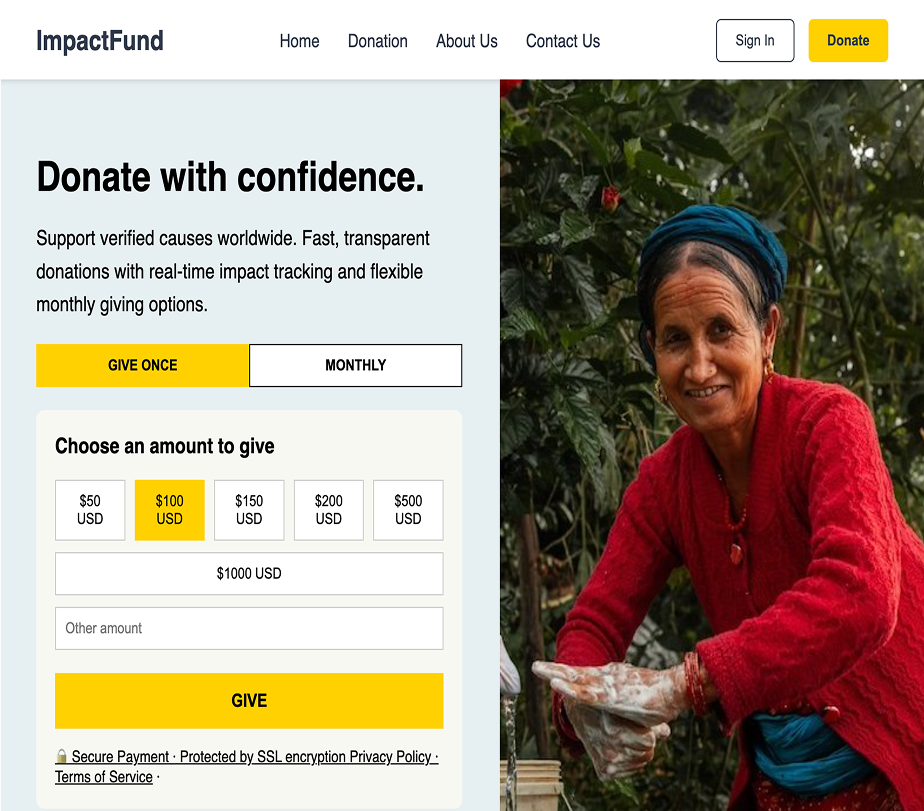 ImpactFund
Home
Donation
About Us
Contact Us
Sign In
Donate
Donate with confidence.
Support verified causes worldwide. Fast, transparent
donations with real-time impact tracking and flexible
monthly giving options.
GIVE ONCE
MONTHLY
Choose an amount to give
$50
USD
$100
USD
$150
USD
$200
USD
$500
USD
$1000 USD
Other amount
GIVE
🔒 Secure Payment · Protected by SSL encryption Privacy Policy ·
Terms of Service ·